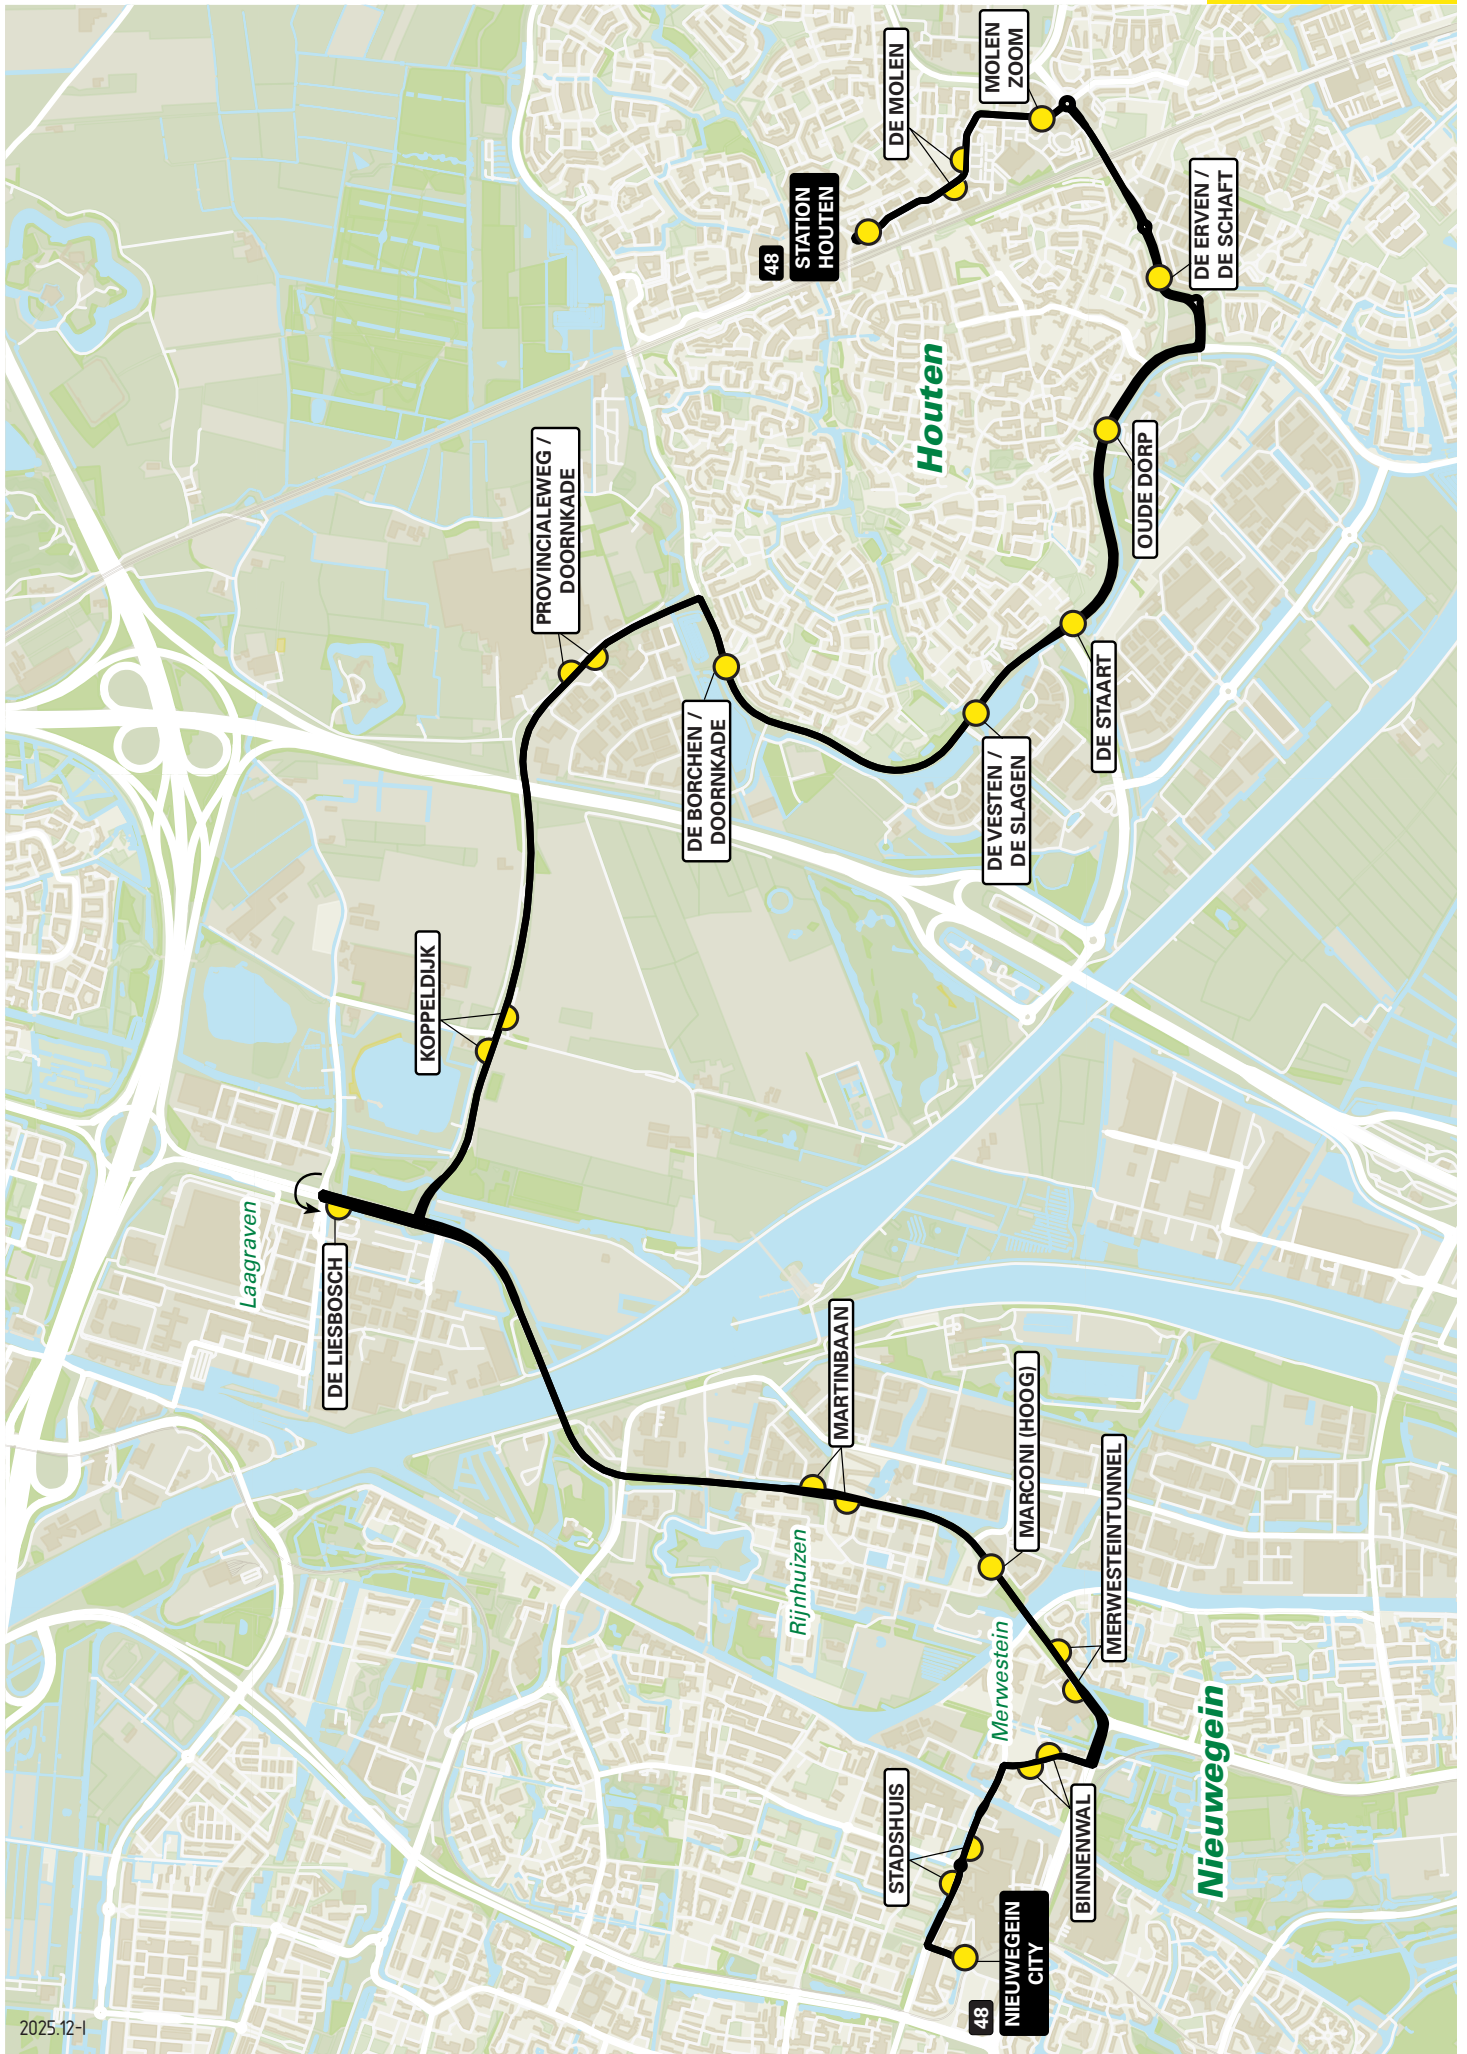 48
STATION
HOUTEN
DE MOLEN
MOLEN
ZOOM
DE ERVEN /
DE SCHAFT
Houten
OUDE DORP
PROVINCIALEWEG /
DOORNKADE
DE STAART
DE BORCHEN /
DOORNKADE
DE VESTEN /
DE SLAGEN
KOPPELDIJK
Laagraven
DE LIESBOSCH
MARTINBAAN
MARCONI (HOOG)
Rijnhuizen
MERWESTEINTUNNEL
Merwestein
Nieuwegein
STADSHUIS
BINNENWAL
48
NIEUWEGEIN
CITY
2025.12-I